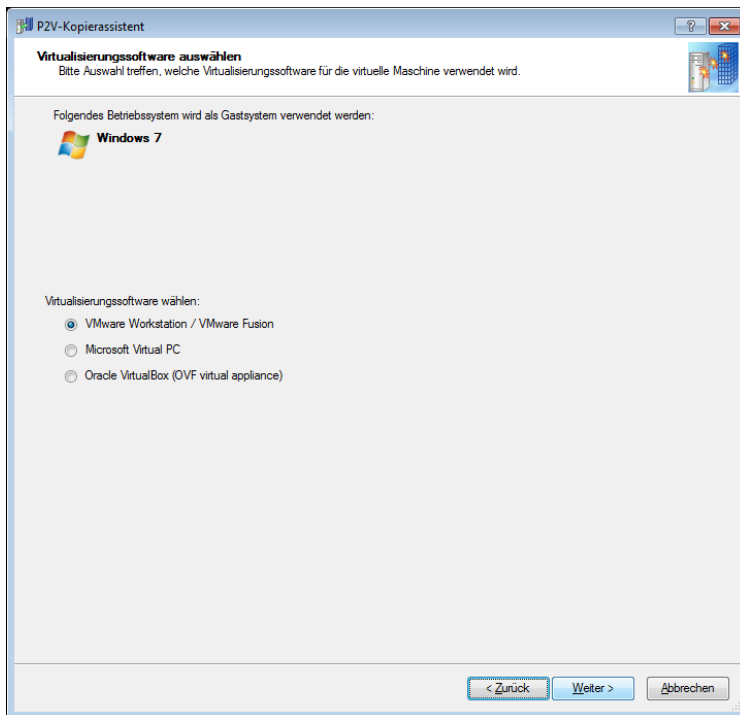 P2V-Kopierassistent
Virtualisierungssoftware auswählen
Bitte Auswahl treffen, welche Virtualisierungssoftware für die virtuelle Maschine verwendet wird.
Folgendes Betriebssystem wird als Gastsystem verwendet werden:
Windows 7
Virtualisierungssoftware wählen:
VMware Workstation / VMware Fusion
Microsoft Virtual PC
Oracle VirtualBox (OVF virtual appliance)
< Zurück Weiter > Abbrechen